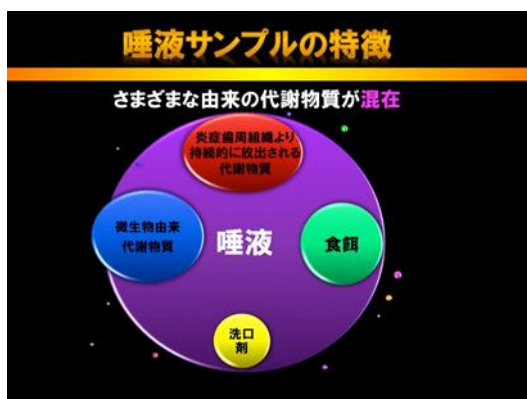 唾液サンプルの特徴
さまざまな由来の代謝物質が混在
炎症歯周組織より
持続的に放出される
代謝物質
微生物由来
代謝物質
唾液
食餌
洗口
剤